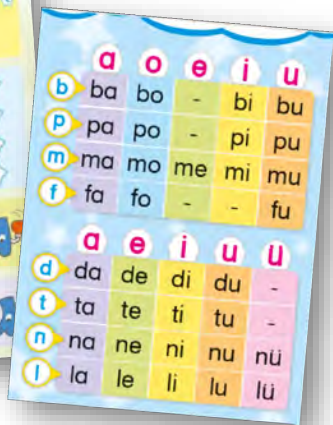 a o e i u
b ba bo - bi bu
p pa po - pi pu
m ma mo me mi mu
f fa fo - - fu
a e i u ü
d da de di du -
t ta te ti tu -
n na ne ni nu nü
l la le li lu lü